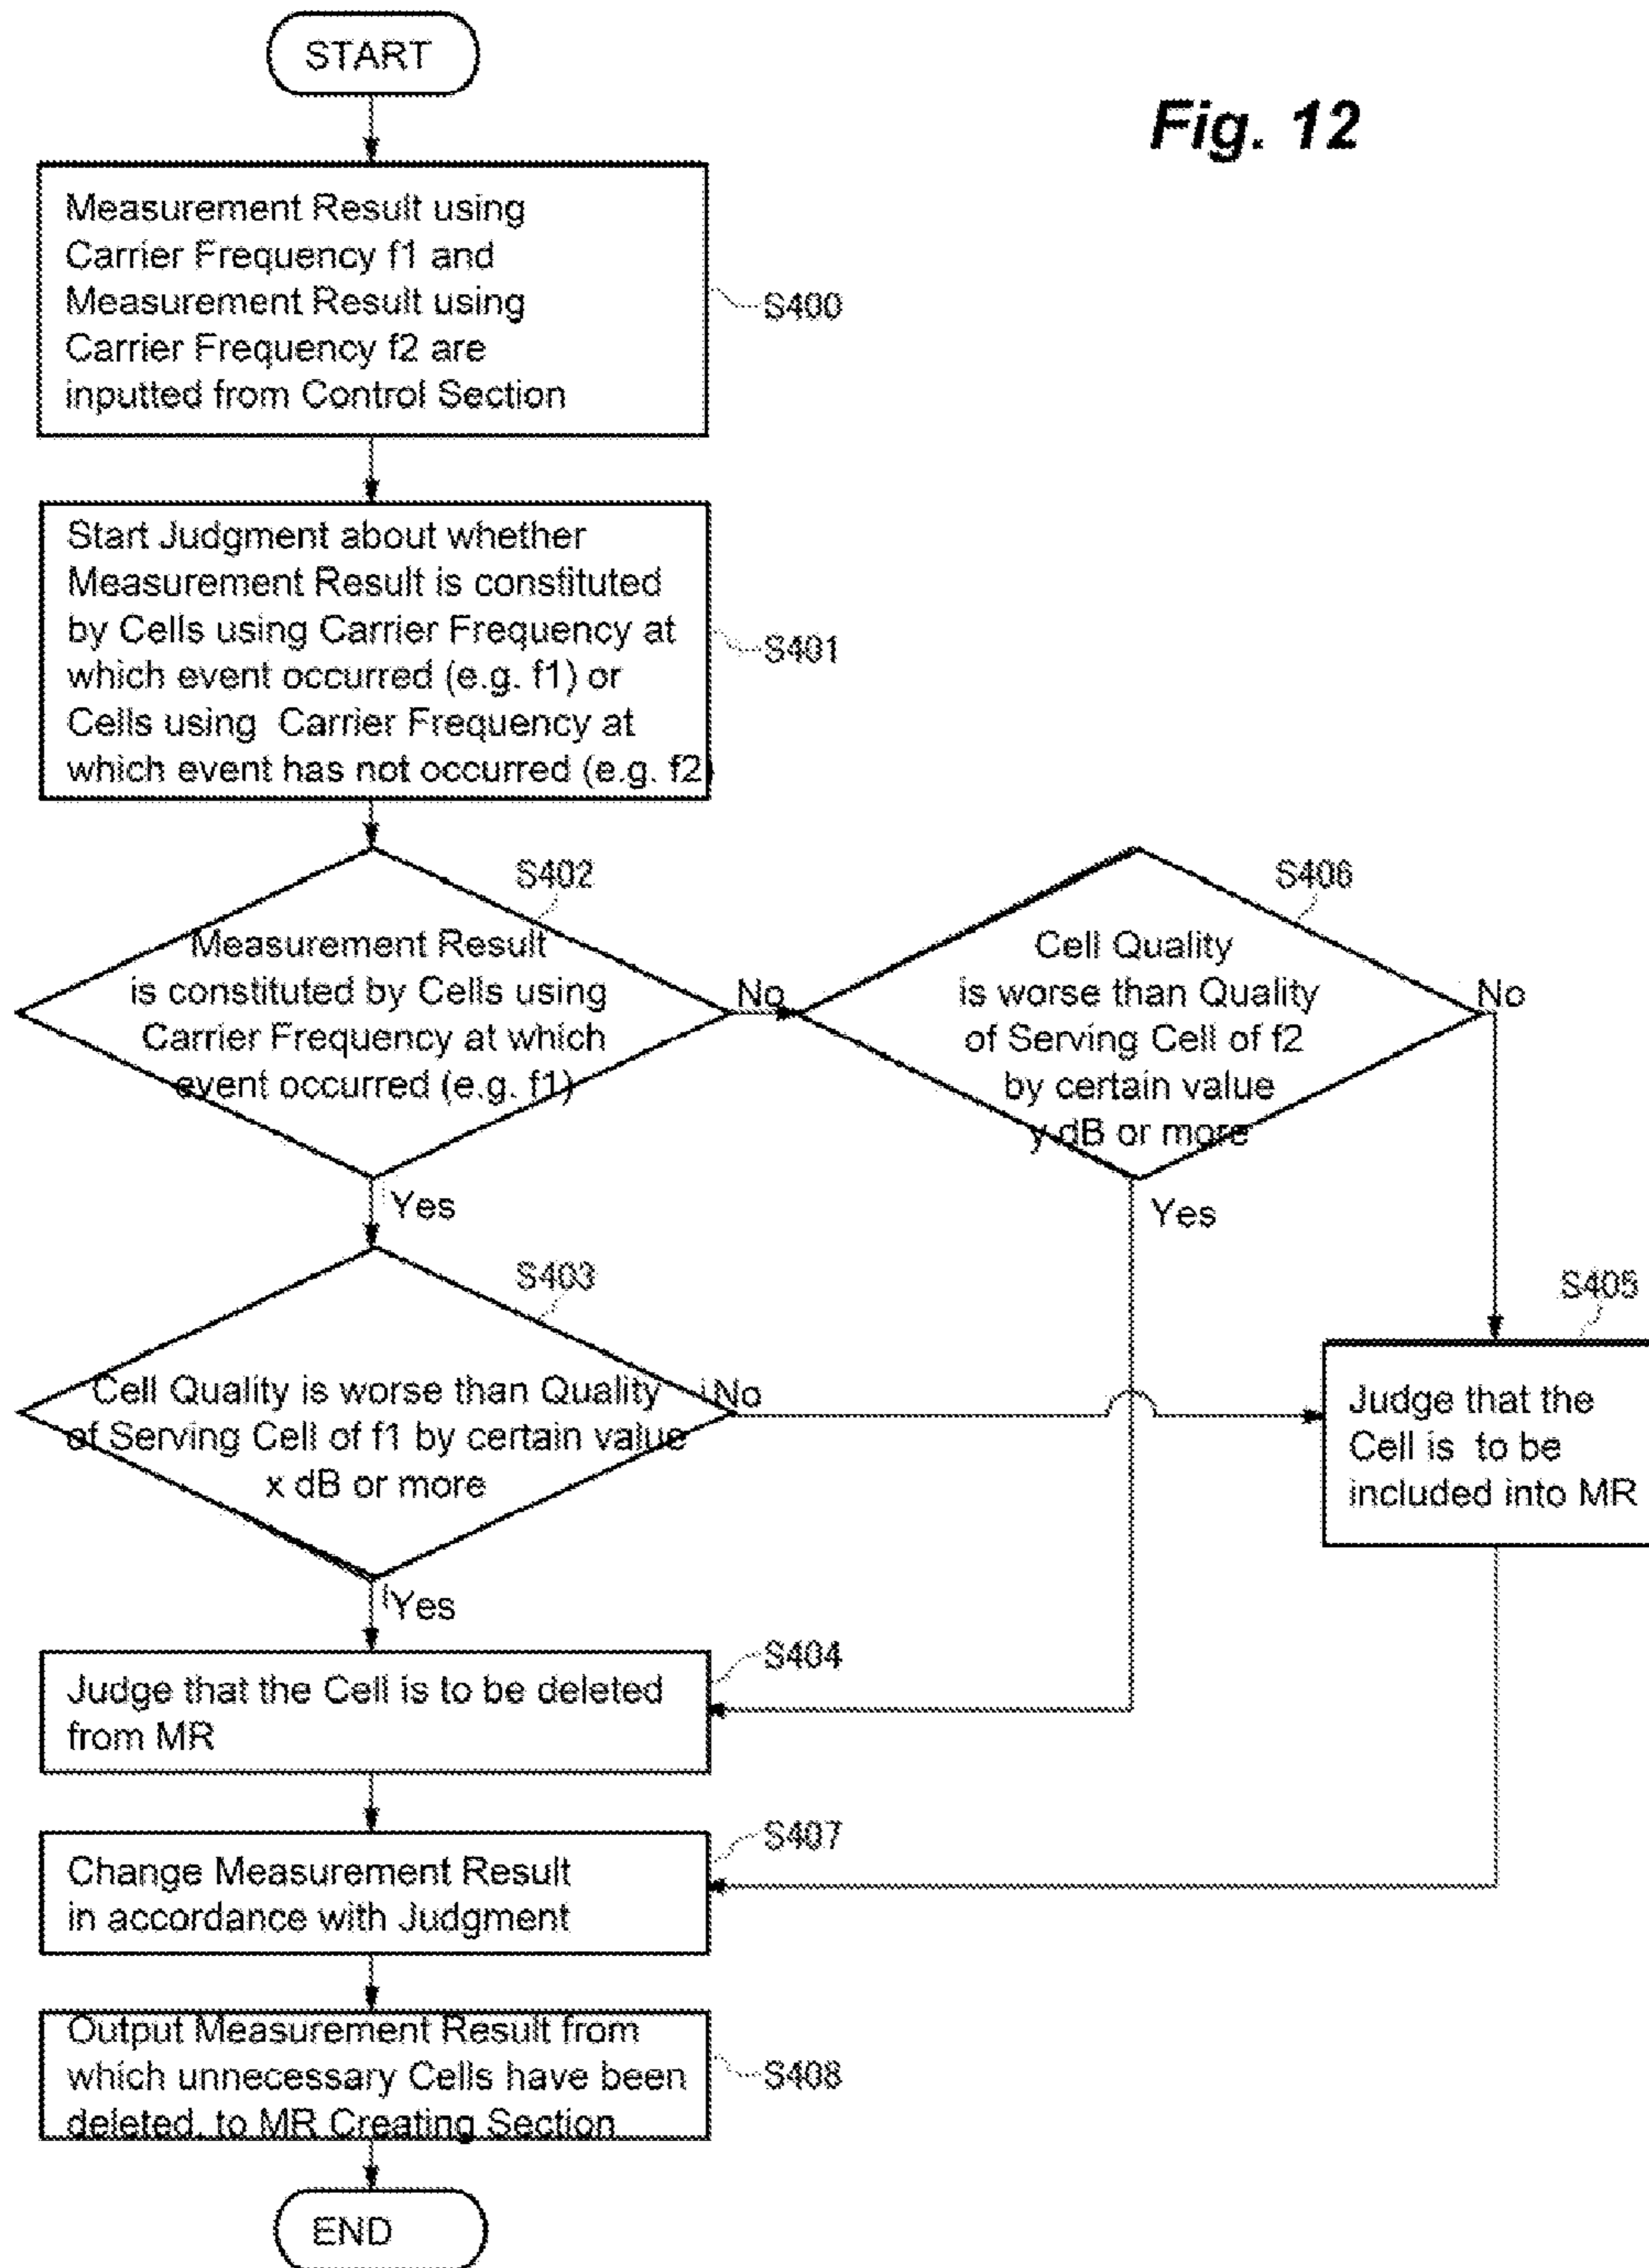 START
Fig. 12
Measurement Result using
Carrier Frequency f1 and
Measurement Result using
Carrier Frequency f2 are
inputted from Control Section
S400
Start Judgment about whether
Measurement Result is constituted
by Cells using Carrier Frequency at
which event occurred (e.g. f1) or
Cells using Carrier Frequency at
which event has not occurred (e.g. f2)
S401
S402
Measurement Result
is constituted by Cells using
Carrier Frequency at which
event occurred (e.g. f1)
No
Yes
S406
Cell Quality
is worse than Quality
of Serving Cell of f2
by certain value
y dB or more
No
Yes
S403
Cell Quality is worse than Quality
of Serving Cell of f1 by certain value
x dB or more
No
Yes
S405
Judge that the
Cell is to be
included into MR
S404
Judge that the Cell is to be deleted
from MR
S407
Change Measurement Result
in accordance with Judgment
Output Measurement Result from
which unnecessary Cells have been
deleted, to MR Creating Section
S408
END